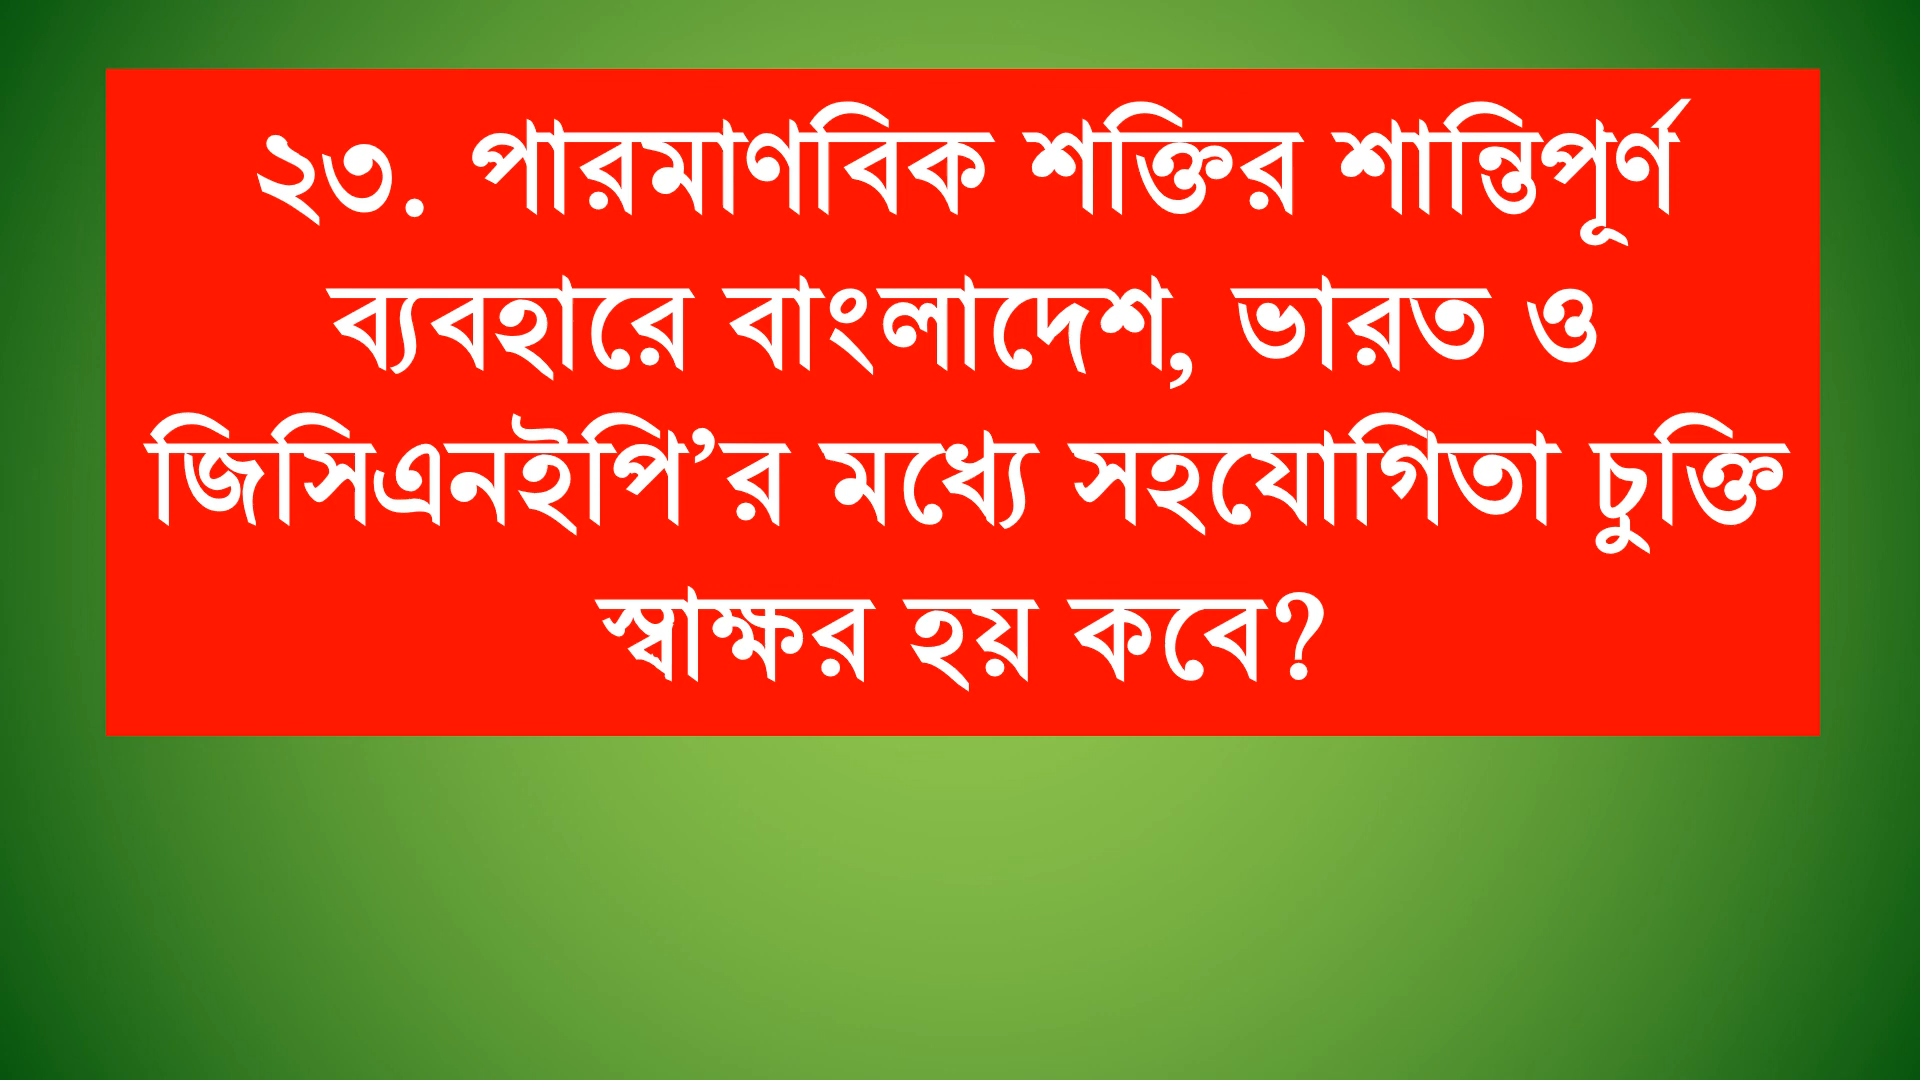 ২৩. পারমাণবিক শক্তির শান্তিপূর্ণ
ব্যবহারে বাংলাদেশ, ভারত ও
জিসিএনইপি’র মধ্যে সহযোগিতা চুক্তি
স্বাক্ষর হয় কবে?